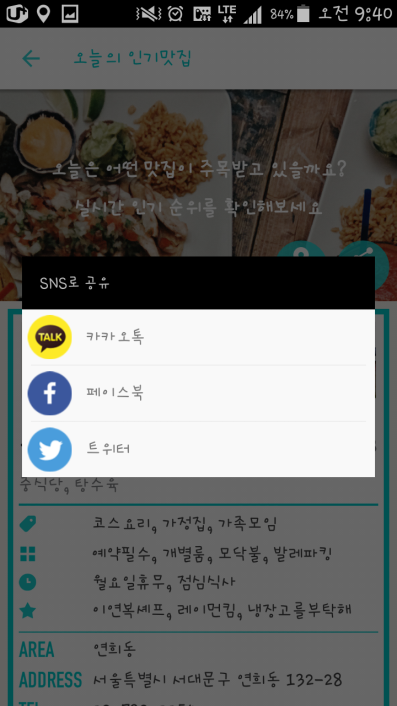 LTE
84%
오전 9:40
오늘의 인기맛집
오늘은 어떤 맛집이 주목받고 있을까요?
실시간 인기 순위를 확인해보세요
SNS로 공유
TALK
카카오톡
페이스북
트위터
중식당, 탕수육
코스요리, 가정집, 가족모임
예약필수, 개별룸, 모닥불, 발레파킹
월요일휴무, 점심식사
이연복셰프, 레이먼킴, 냉장고를부탁해
AREA 연희동
ADDRESS 서울특별시 서대문구 연희동 132-28
TEL